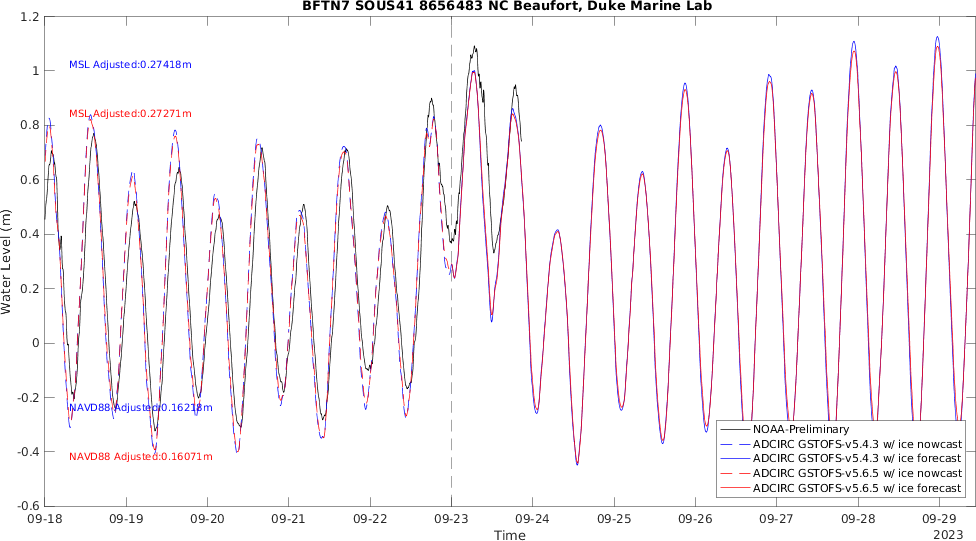 BFTN7 SOUS41 8656483 NC Beaufort, Duke Marine Lab
1.2
1
0.8
0.6
0.4
0.2
0
-0.2
-0.4
-0.6
Water Level (m)
MSL Adjusted:0.27418m
MSL Adjusted:0.27271m
NAVD88 Adjusted:0.16218m
NAVD88 Adjusted:0.16071m
NOAA-Preliminary
ADCIRC GSTOFS-v5.4.3 w/ ice nowcast
ADCIRC GSTOFS-v5.4.3 w/ ice forecast
ADCIRC GSTOFS-v5.6.5 w/ ice nowcast
ADCIRC GSTOFS-v5.6.5 w/ ice forecast
09-18 09-19 09-20 09-21 09-22 09-23 09-24 09-25 09-26 09-27 09-28 09-29
Time
2023